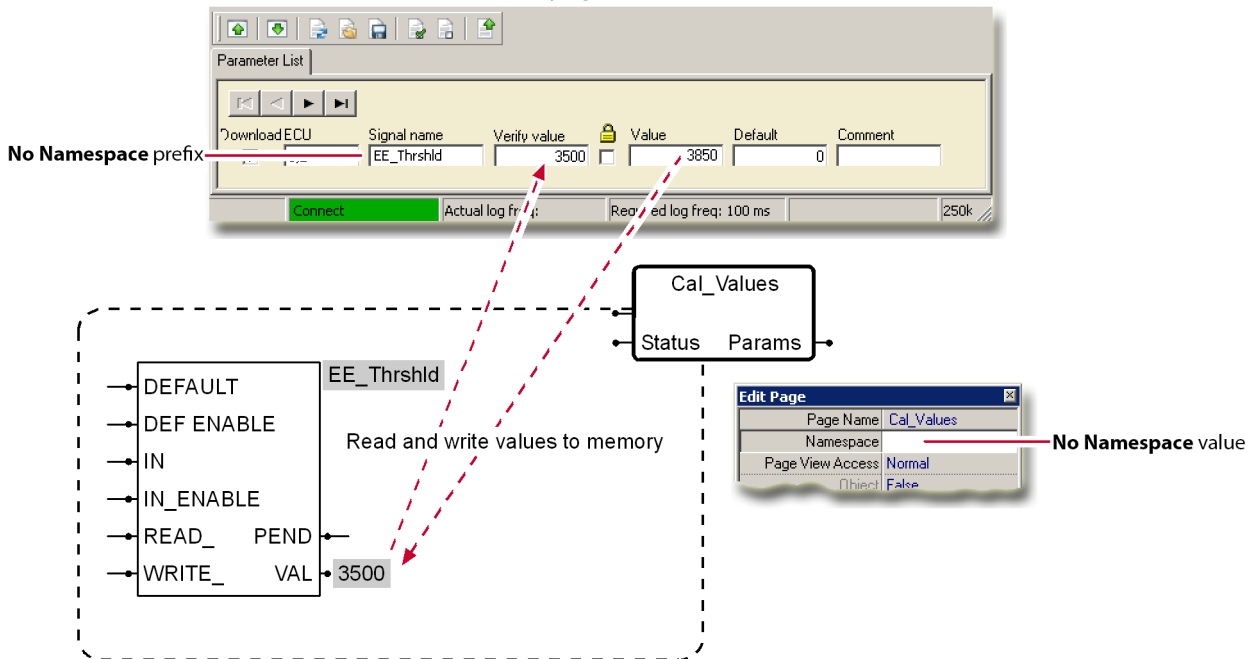 Parameter List
Download ECU Signal name Verify value Value Default Comment
No Namespace prefix
EE_Thrshld 3500 3850 0
Connect Actual log freq: Required log freq: 100 ms 250k
Cal_Values
Status Params
EE_Thrshld
DEFAULT
DEF ENABLE
Read and write values to memory
IN
IN_ENABLE
READ_ PEND
WRITE_ VAL 3500
Edit Page
Page Name Cal_Values
Namespace
No Namespace value
Page View Access Normal
Object False